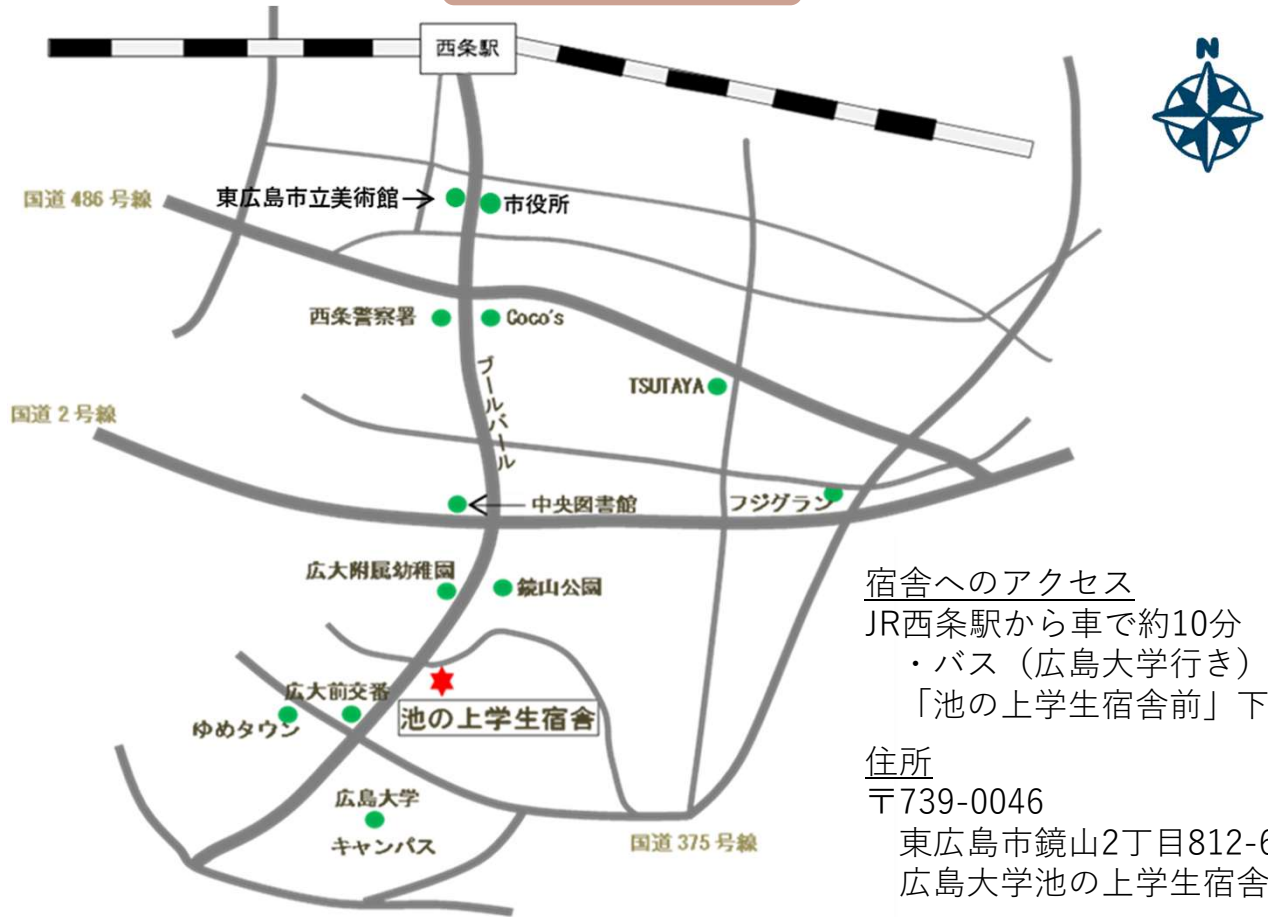 西条駅
N
国道 486 号線
東広島市立美術館→
市役所
西条警察署
Coco's
ブールバール
TSUTAYA
国道 2 号線
←中央図書館
フジグラン
広大附属幼稚園
鏡山公園
広大前交番
ゆめタウン
池の上学生宿舎
広島大学
キャンパス
国道 375 号線
宿舎へのアクセス
JR西条駅から車で約10分
・バス（広島大学行き）
「池の上学生宿舎前」下
住所
〒739-0046
東広島市鏡山2丁目812-6
広島大学池の上学生宿舎